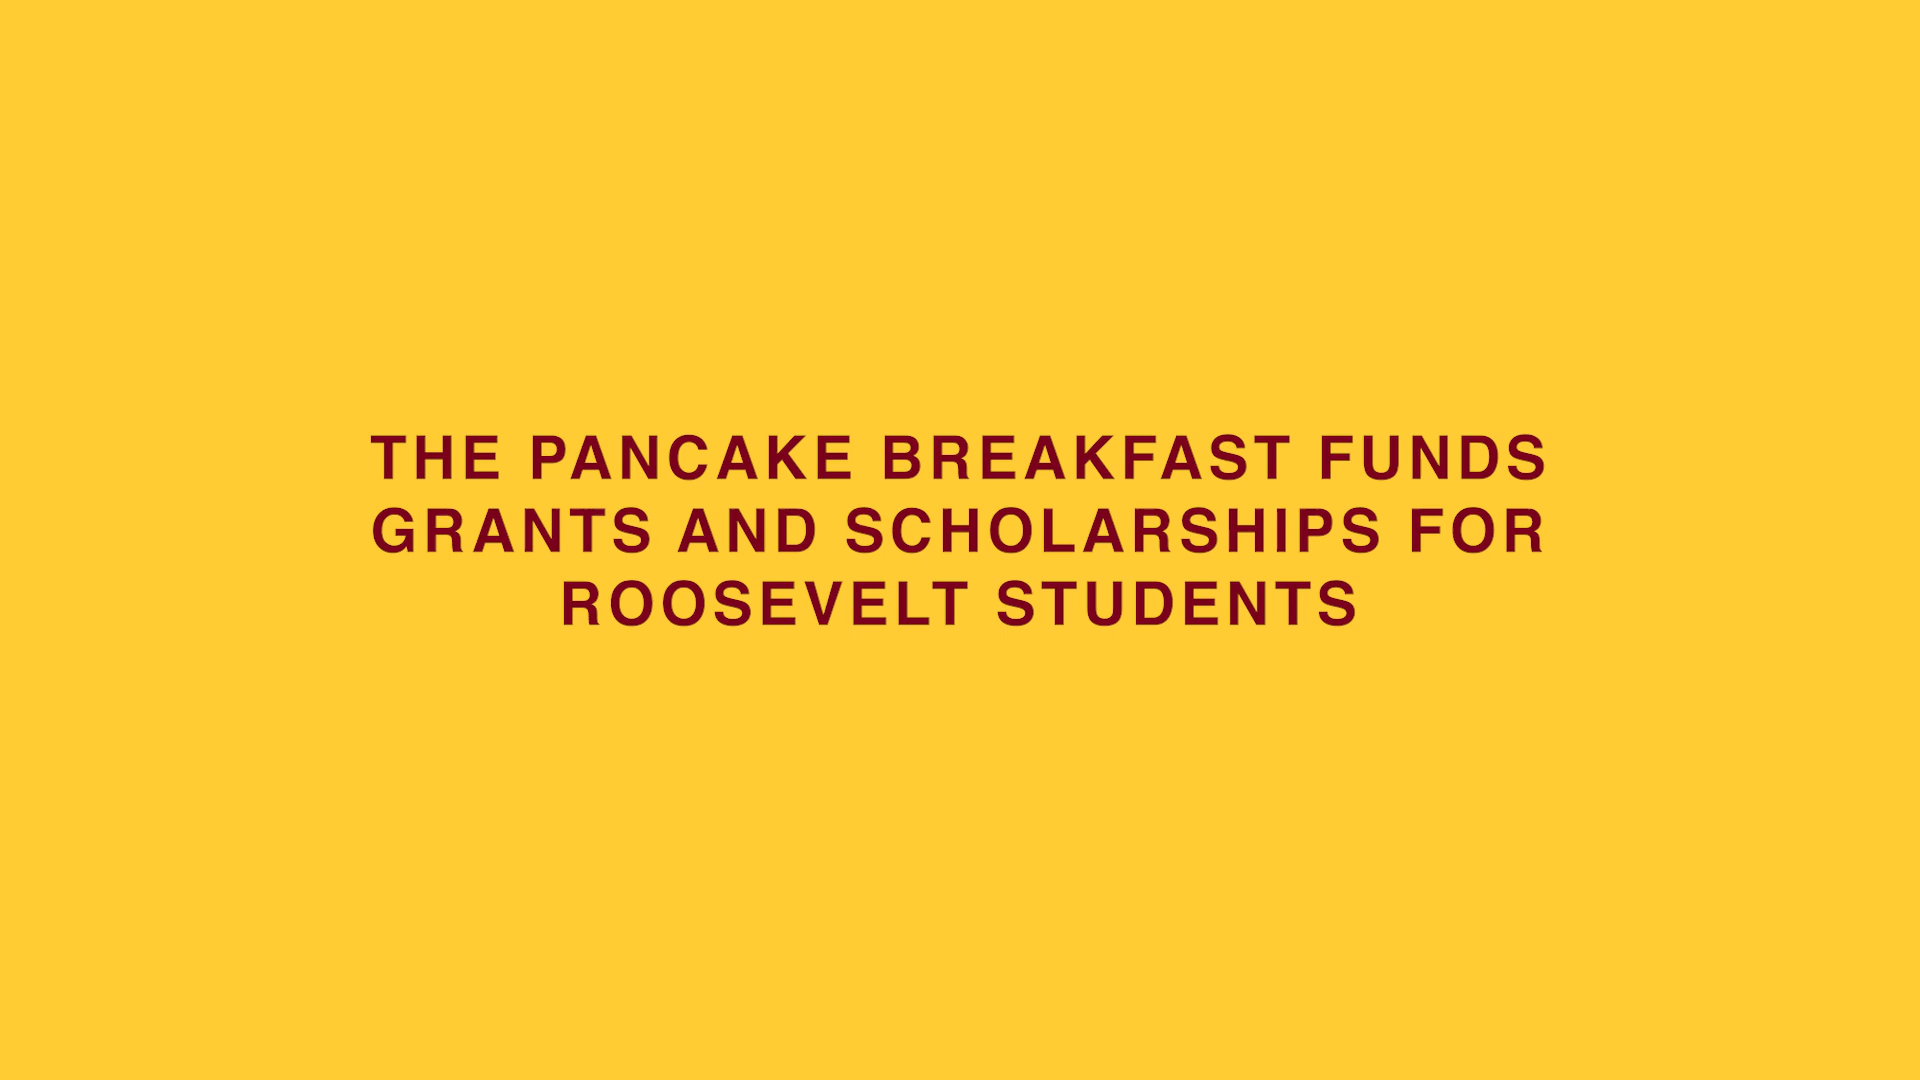 THE PANCAKE BREAKFAST FUNDS
GRANTS AND SCHOLARSHIPS FOR
ROOSEVELT STUDENTS